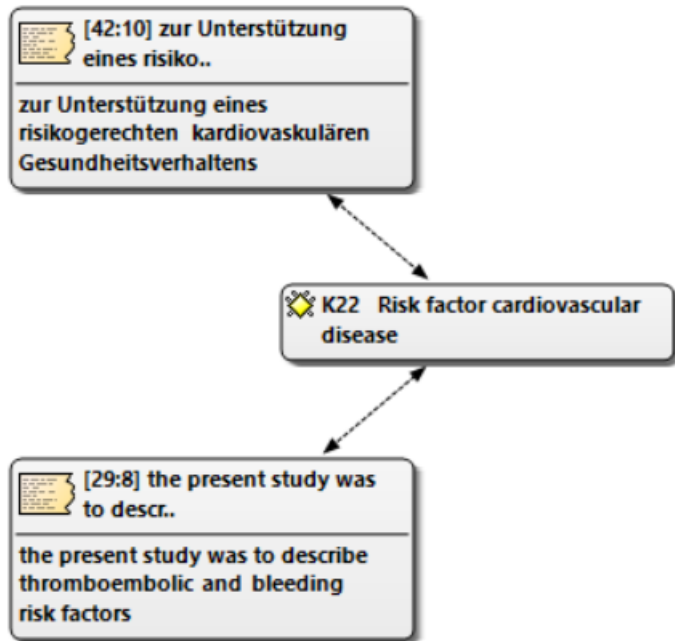 [42:10] zur Unterstützung
eines risiko..
zur Unterstützung eines
risikogerechten kardiovaskulären
Gesundheitsverhaltens
K22 Risk factor cardiovascular
disease
[29:8] the present study was
to descr..
the present study was to describe
thromboembolic and bleeding
risk factors